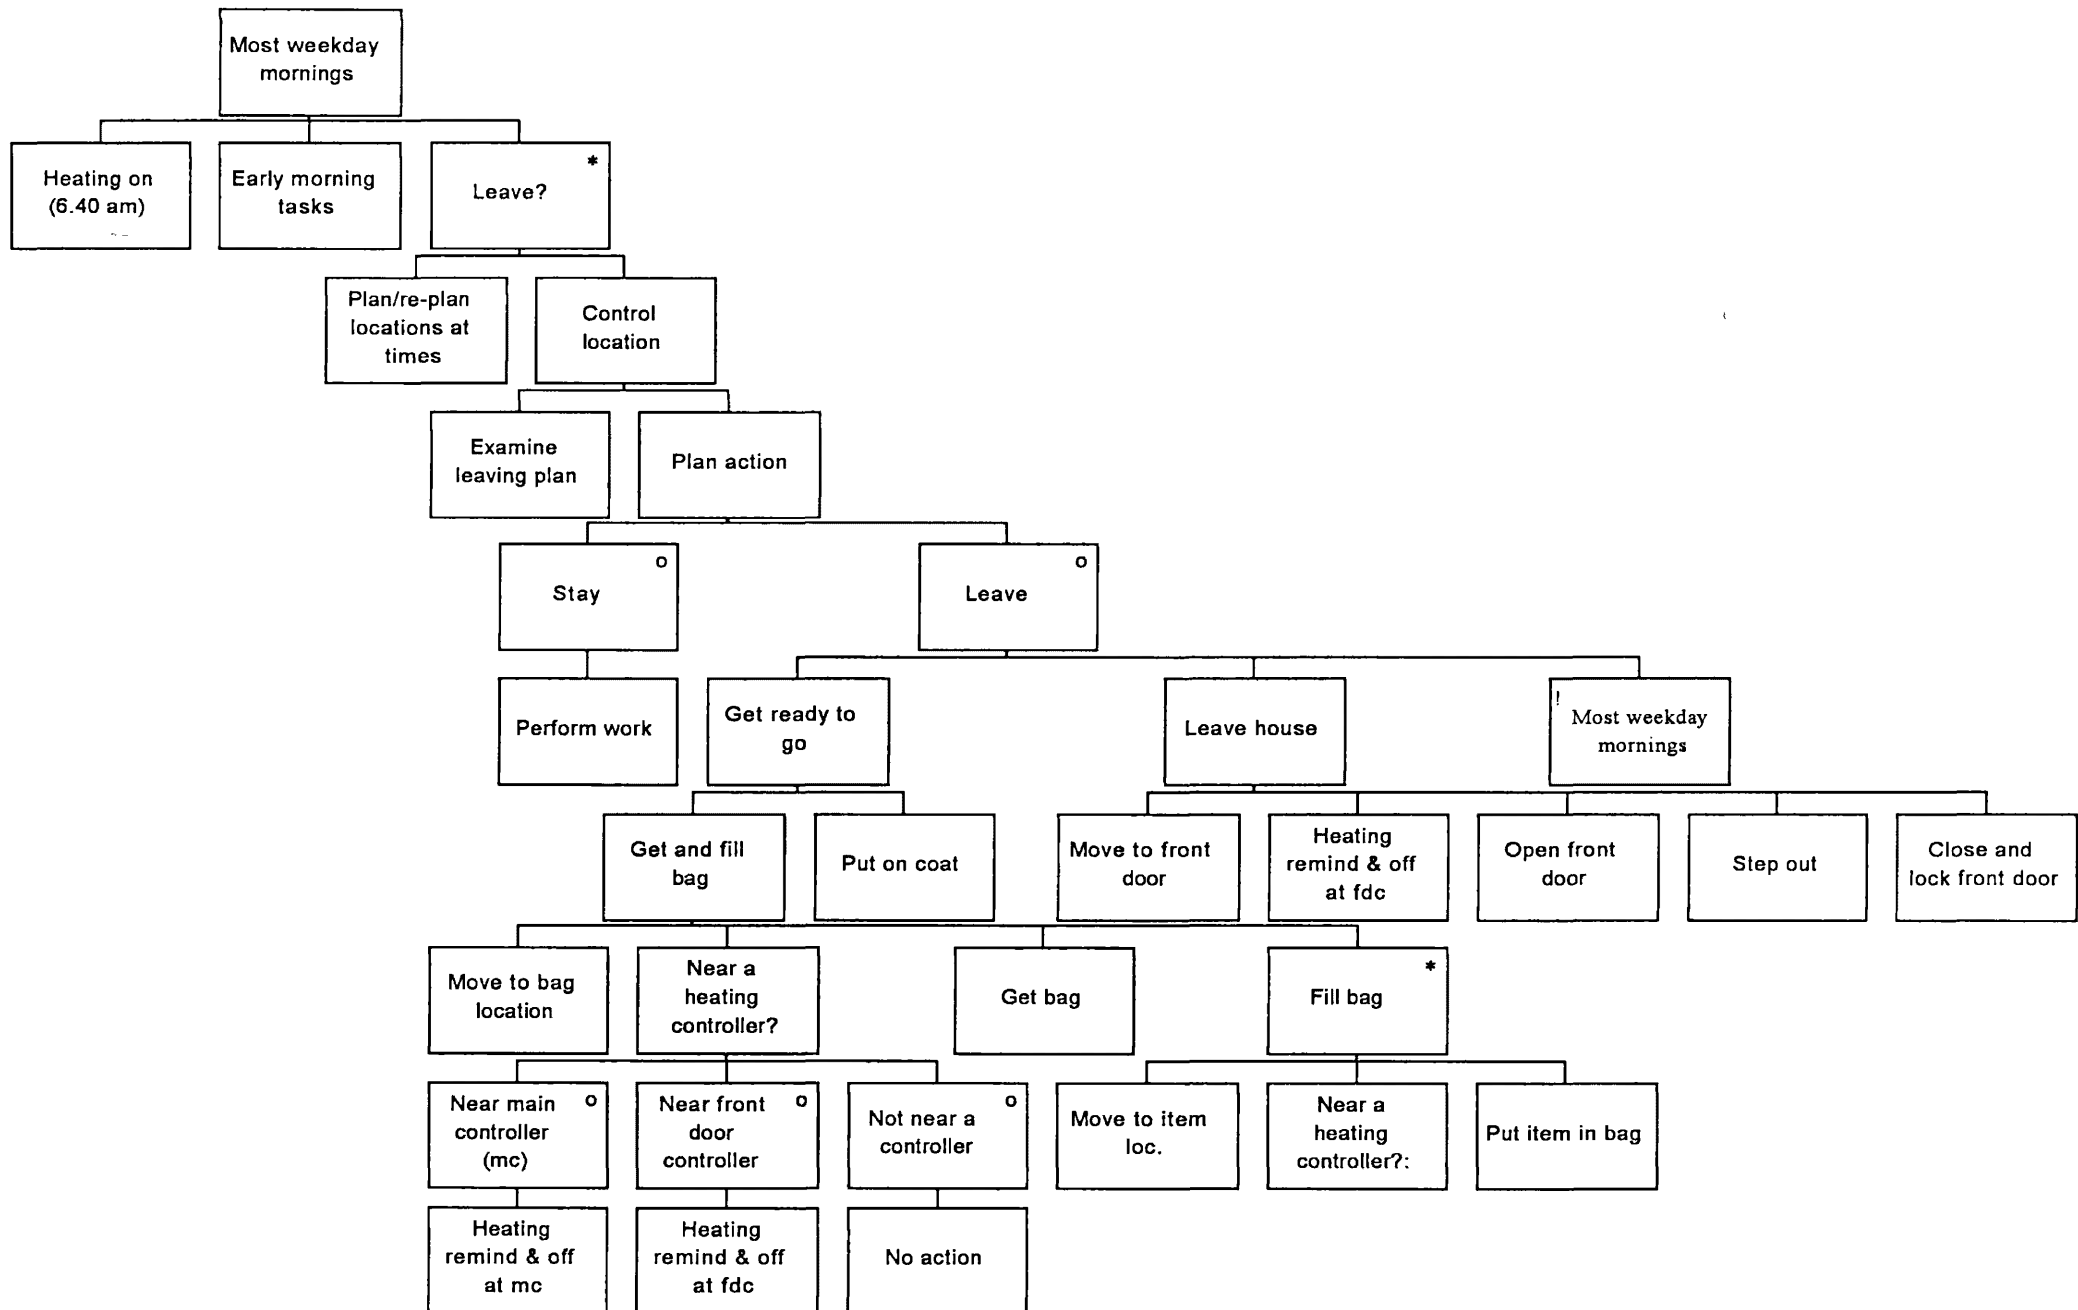 Most weekday
mornings
Heating on
(6.40 am)
Early morning
tasks
*
Leave?
Plan/re-plan
locations at
times
Control
location
Examine
leaving plan
Plan action
o
Stay
o
Leave
Perform work
Get ready to
go
Leave house
!
Most weekday
mornings
Get and fill
bag
Put on coat
Move to front
door
Heating
remind & off
at fdc
Open front
door
Step out
Close and
lock front door
Move to bag
location
Near a
heating
controller?
Get bag
*
Fill bag
Near main o
controller
(mc)
Near front o
door
controller
o
Not near a
controller
Move to item
loc.
Near a
heating
controller?:
Put item in bag
Heating
remind & off
at mc
Heating
remind & off
at fdc
No action